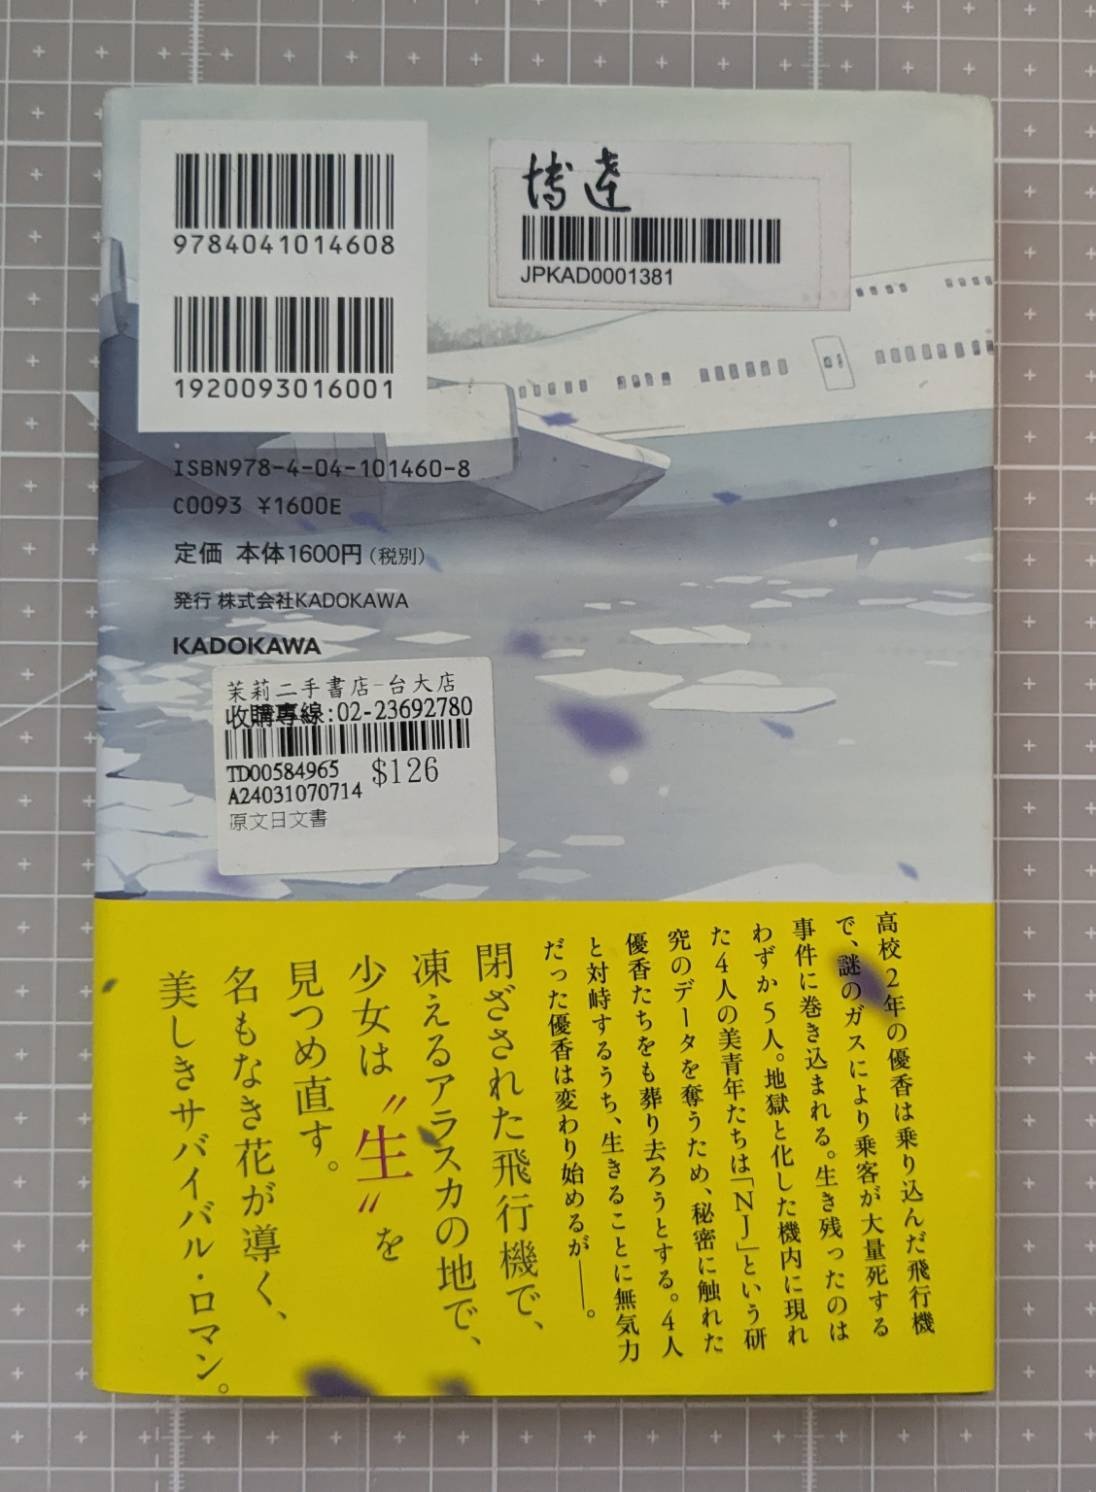 9784041014608
1920093016001
ISBN978-4-04-101460-8
C0093 ¥1600E
定価 本体1600円(税別)
発行 株式会社KADOKAWA
KADOKAWA
博達
JPKAD0001381
茉莉二手書店-台大店
收購專線:02-23692780
TD00584965
$126
A24031070714
原文日文書
高校2年の優香は乗り込んだ飛行機
で、謎のガスにより乗客が大量死する
事件に巻き込まれる。生き残ったのは
わずか5人。地獄と化した機内に現れ
た4人の美青年たちは「NJ」という研
究のデータを奪うため、秘密に触れた
優香たちをも葬り去ろうとする。4人
と対峙するうち、生きることに無気力
だった優香は変わり始めるが――。
閉ざされた飛行機で、
凍えるアラスカの地で、
少女は〝生〟を
見つめ直す。
名もなき花が導く、
美しきサバイバル・ロマン。